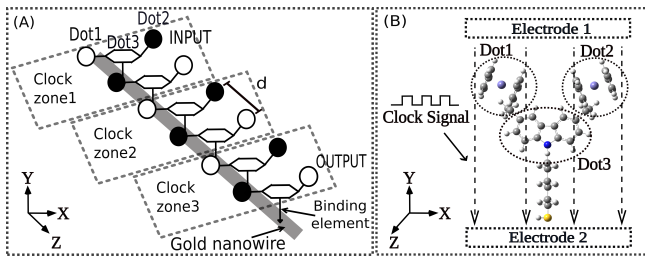 (A)
Dot2
Dot1
Dot3
INPUT
Clock
zone1
d
Clock
zone2
OUTPUT
Clock
zone3
Y
X
Z
Binding
element
Gold nanowire
(B)
Electrode 1
Dot1
Dot2
Clock Signal
Dot3
Y
X
Z
Electrode 2